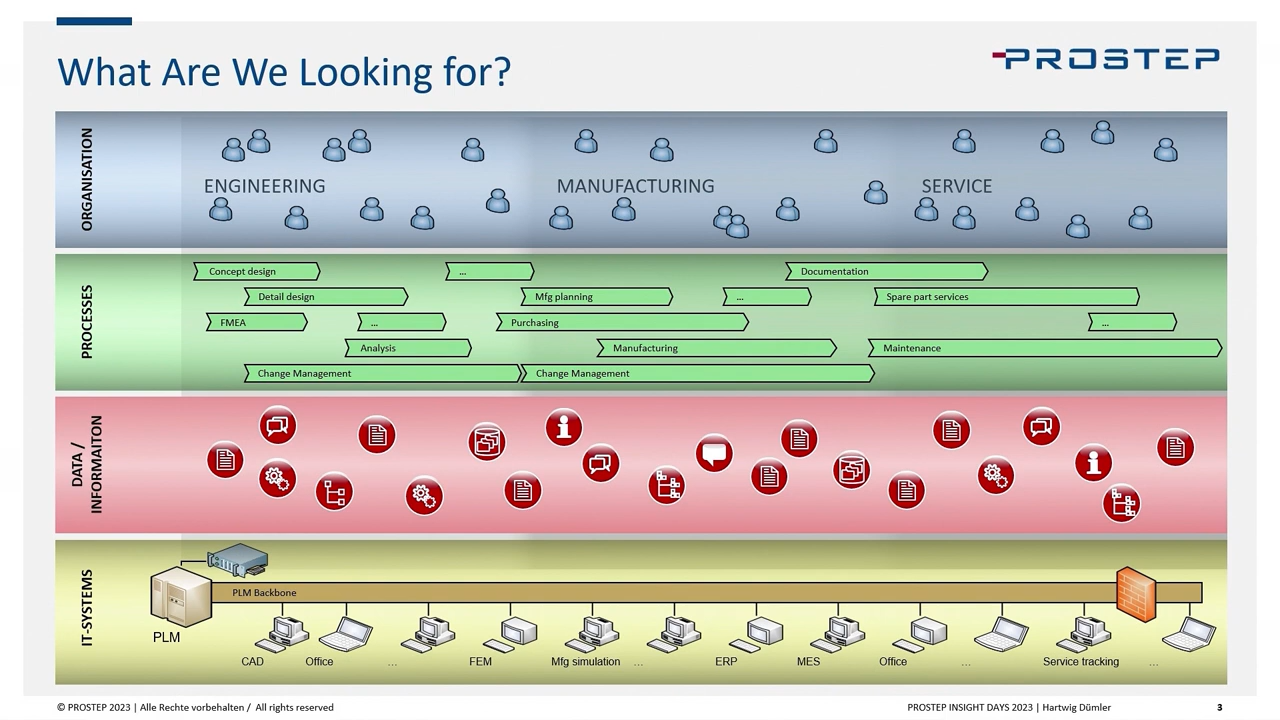 What Are We Looking for?
PROSTEP
ORGANISATION
ENGINEERING
MANUFACTURING
SERVICE
PROCESSES
Concept design
...
Documentation
Detail design
Mfg planning
...
Spare part services
FMEA
...
Purchasing
...
Analysis
Manufacturing
Maintenance
Change Management
Change Management
DATA /
INFORMAITON
IT-SYSTEMS
PLM Backbone
PLM
CAD
Office
...
FEM
Mfg simulation
...
ERP
MES
Office
...
Service tracking
...
© PROSTEP 2023 | Alle Rechte vorbehalten / All rights reserved
PROSTEP INSIGHT DAYS 2023 | Hartwig Dümler
3